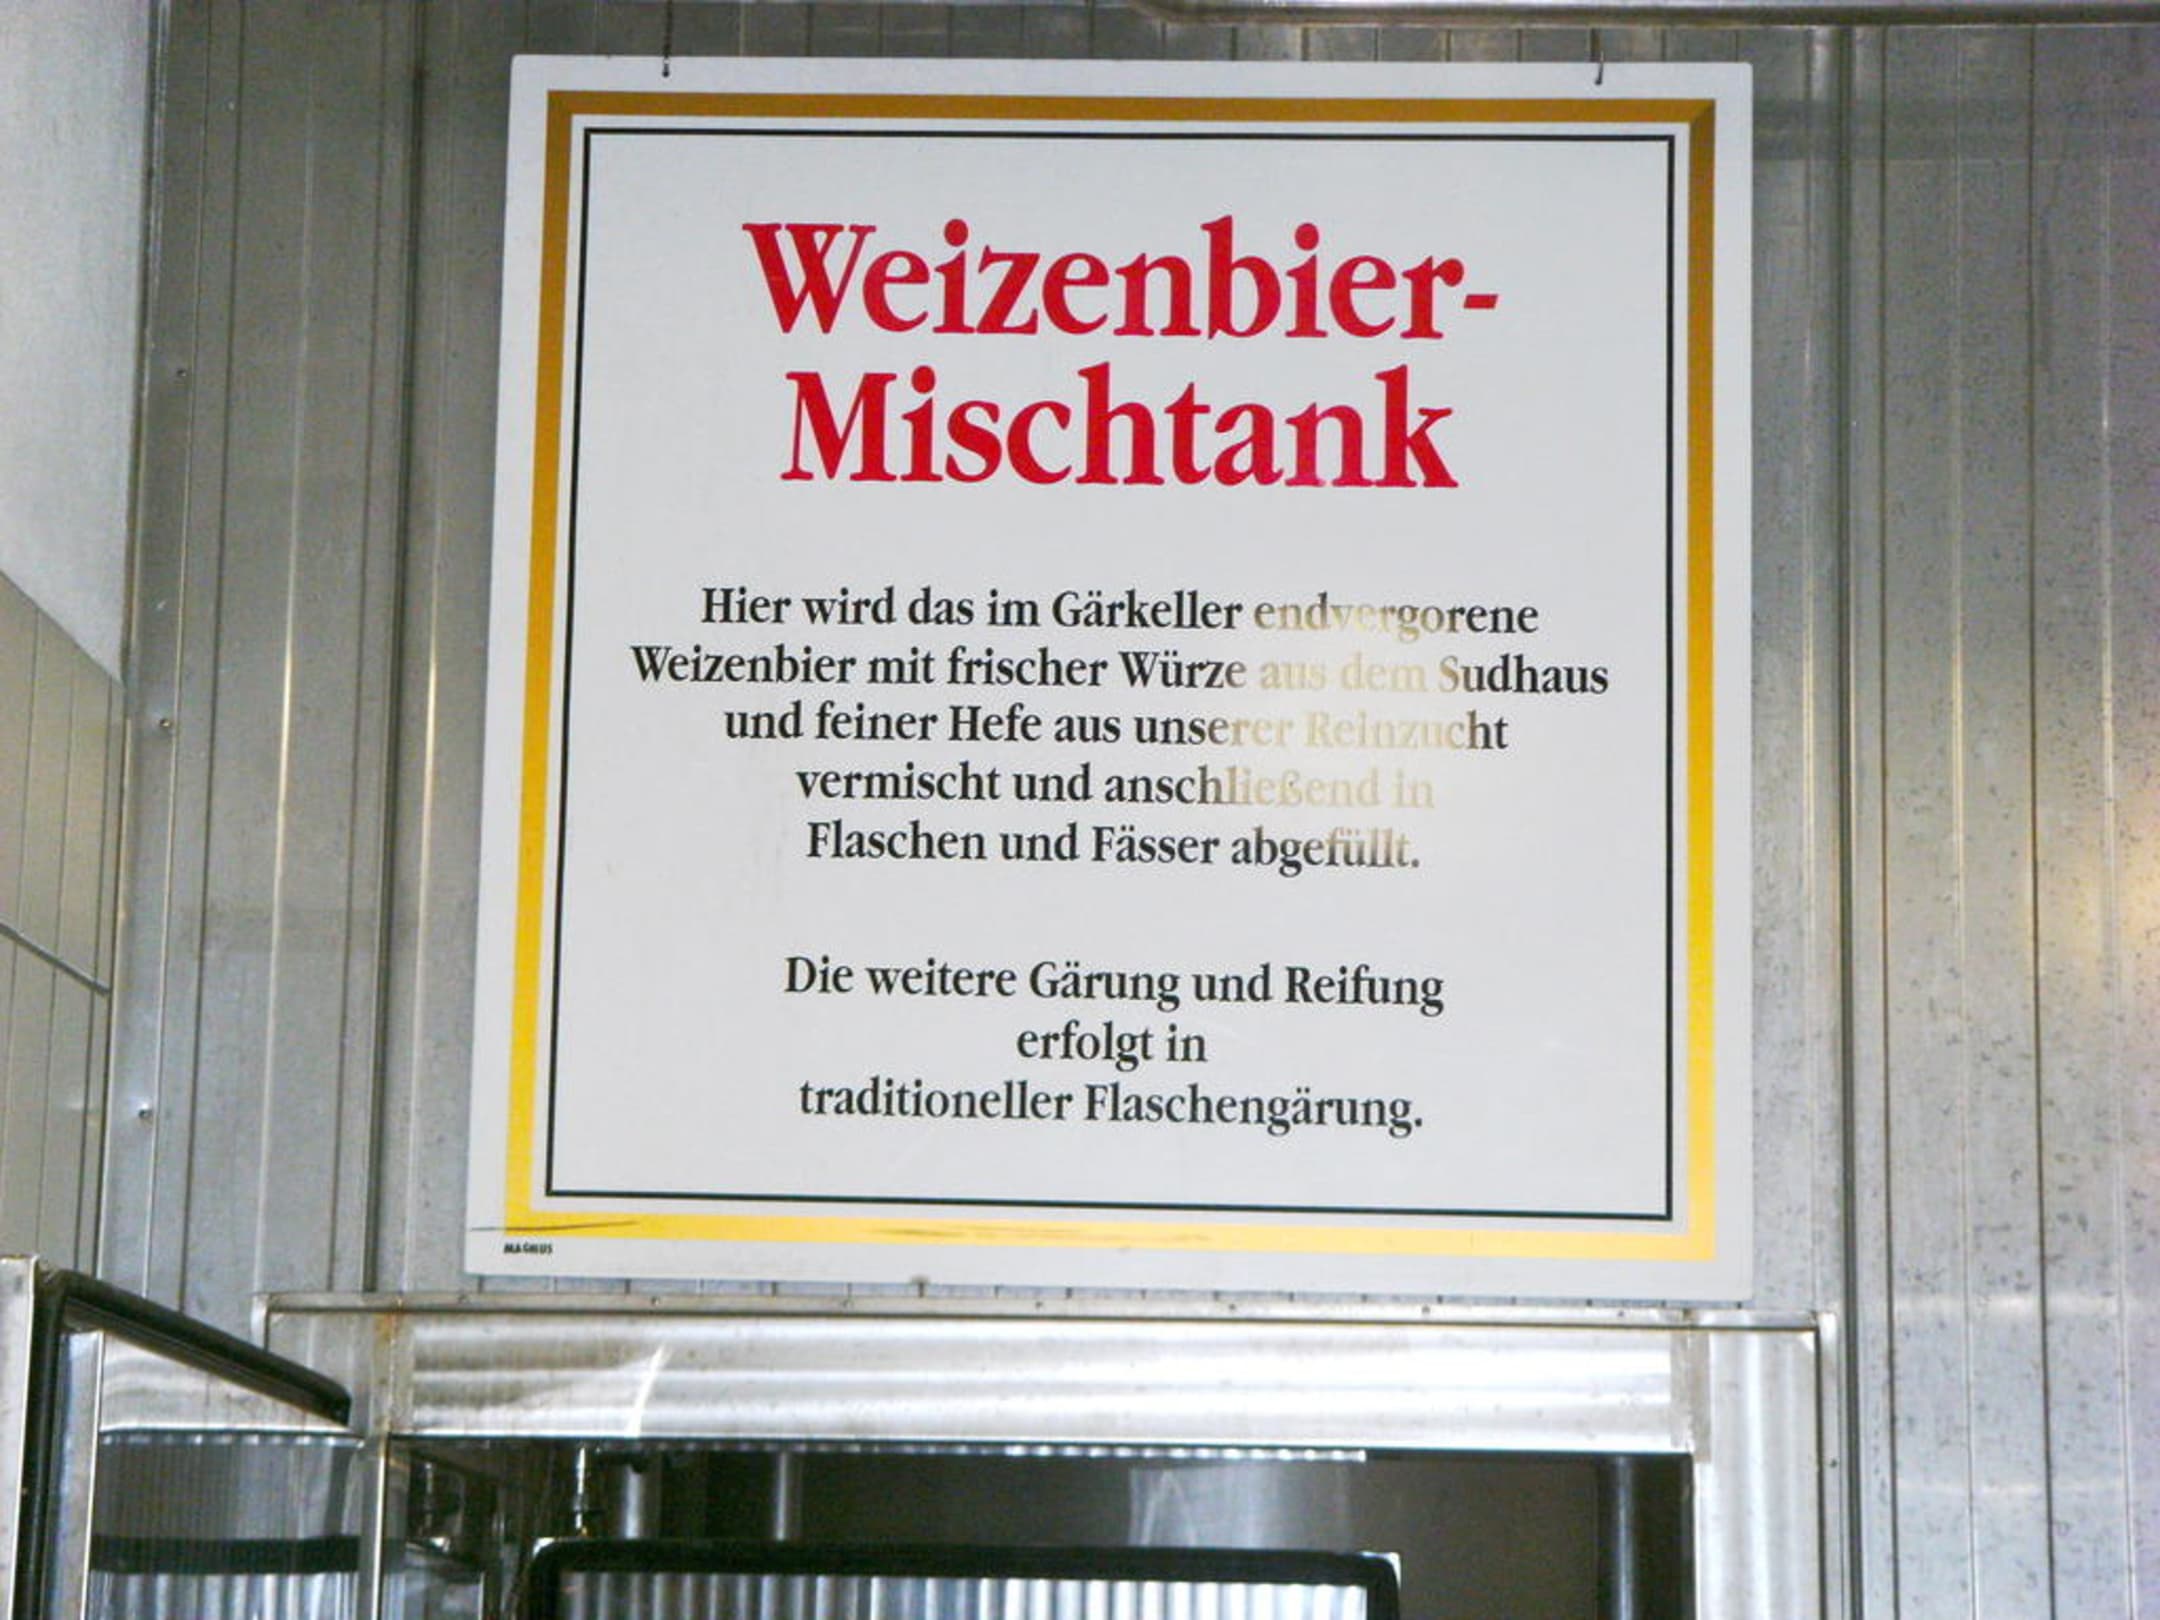 Weizenbier-
Mischtank
Hier wird das im Gärkeller endvergorene
Weizenbier mit frischer Würze aus dem Sudhaus
und feiner Hefe aus unserer Reinzucht
vermischt und anschließend in
Flaschen und Fässer abgefüllt.
Die weitere Gärung und Reifung
erfolgt in
traditioneller Flaschengärung.
MAGNUS